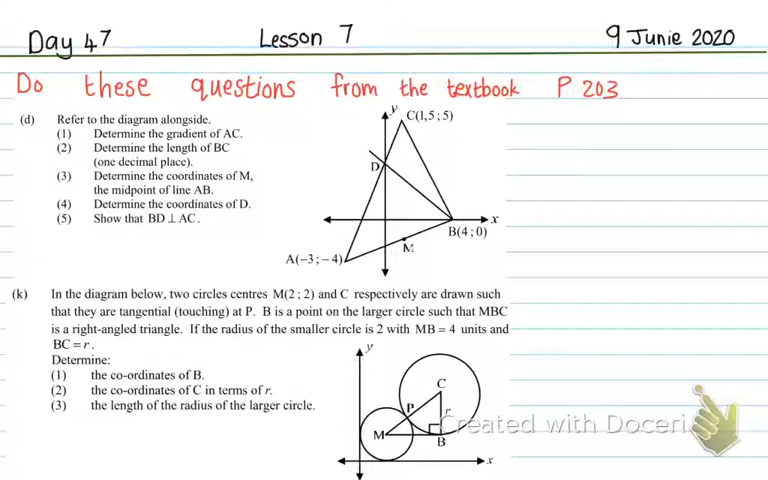 Day 47 Lesson 7 9 Junie 2020
Do these questions from the textbook P 203
(d) Refer to the diagram alongside.
(1) Determine the gradient of AC.
(2) Determine the length of BC
(one decimal place).
(3) Determine the coordinates of M,
the midpoint of line AB.
(4) Determine the coordinates of D.
(5) Show that BD ⊥ AC.
y
C(1,5 ; 5)
D
x
B(4 ; 0)
M
A(−3 ; −4)
(k) In the diagram below, two circles centres M(2 ; 2) and C respectively are drawn such
that they are tangential (touching) at P. B is a point on the larger circle such that MBC
is a right-angled triangle. If the radius of the smaller circle is 2 with MB = 4 units and
BC = r.
Determine:
(1) the co-ordinates of B.
(2) the co-ordinates of C in terms of r.
(3) the length of the radius of the larger circle.
y
C
P
r
M
B
x
Created with Doceri